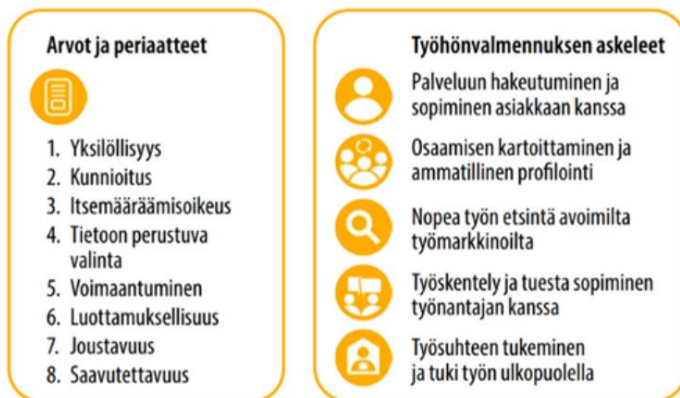 Arvot ja periaatteet
1. Yksilöllisyys
2. Kunnioitus
3. Itsemääräämisoikeus
4. Tietoon perustuva
valinta
5. Voimaantuminen
6. Luottamuksellisuus
7. Joustavuus
8. Saavutettavuus
Työhönvalmennuksen askeleet
Palveluun hakeutuminen ja
sopiminen asiakkaan kanssa
Osaamisen kartoittaminen ja
ammatillinen profilointi
Nopea työn etsintä avoimilta
työmarkkinoilta
Työskentely ja tuesta sopiminen
työnantajan kanssa
Työsuhteen tukeminen
ja tuki työn ulkopuolella